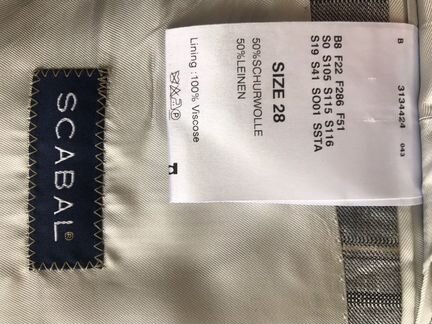 SCABAL®
B 3134424 043
B8 F22 F286 F51
S0 S105 S115 S116
S19 S41 SO01 SSTA
SIZE 28
50%SCHURWOLLE
50%LEINEN
Lining :100% Viscose